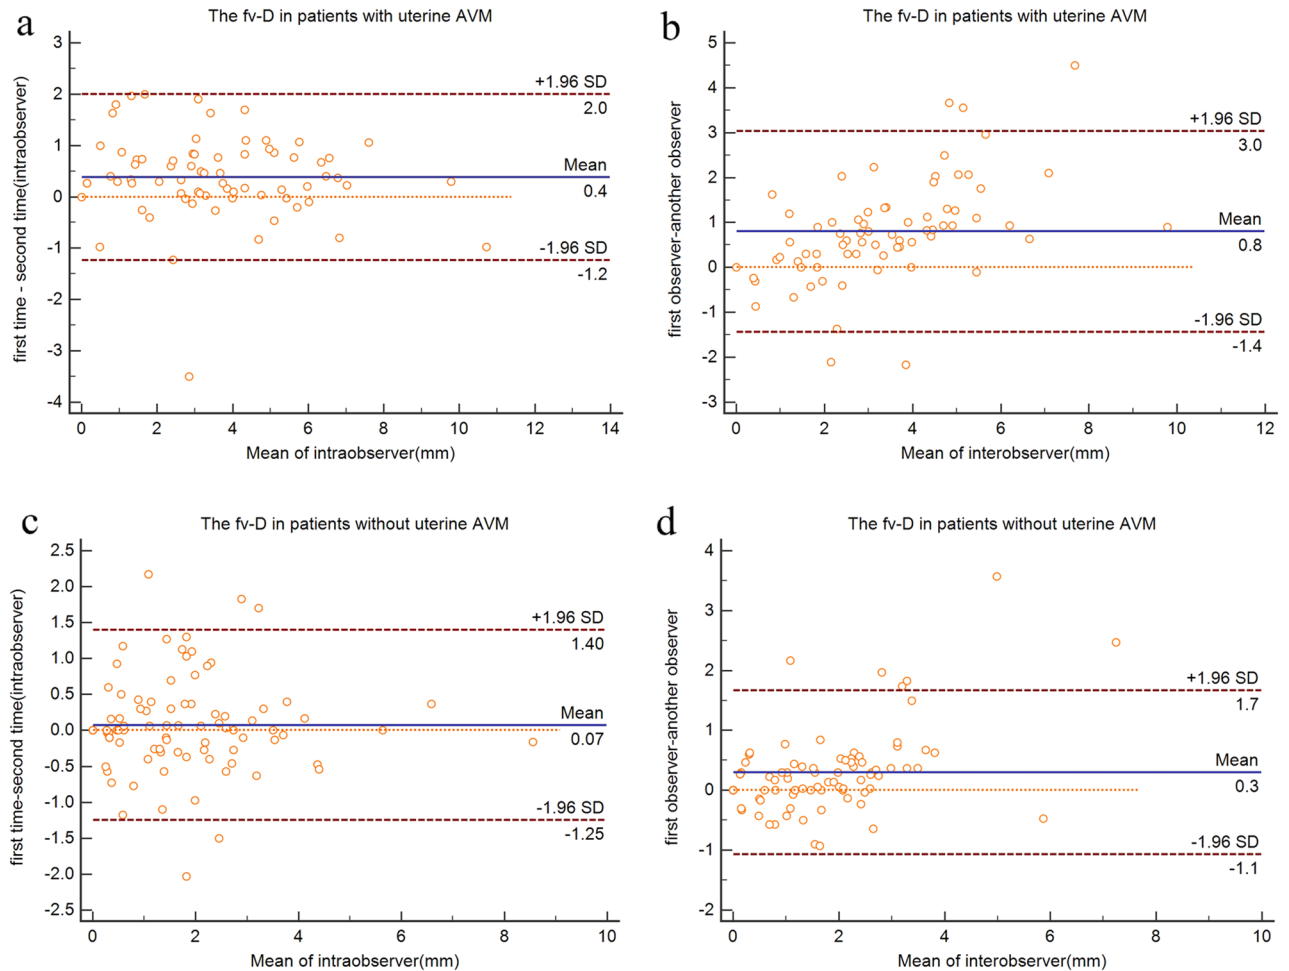 a
The fv-D in patients with uterine AVM
first time - second time(intraobserver)
3
2
1
0
-1
-2
-3
-4
+1.96 SD
2.0
Mean
0.4
-1.96 SD
-1.2
0 2 4 6 8 10 12 14
Mean of intraobserver(mm)
b
The fv-D in patients with uterine AVM
first observer-another observer
5
4
3
2
1
0
-1
-2
-3
+1.96 SD
3.0
Mean
0.8
-1.96 SD
-1.4
0 2 4 6 8 10 12
Mean of interobserver(mm)
c
The fv-D in patients without uterine AVM
first time-second time(intraobserver)
2.5
2.0
1.5
1.0
0.5
0.0
-0.5
-1.0
-1.5
-2.0
-2.5
+1.96 SD
1.40
Mean
0.07
-1.96 SD
-1.25
0 2 4 6 8 10
Mean of intraobserver(mm)
d
The fv-D in patients without uterine AVM
first observer-another observer
4
3
2
1
0
-1
-2
+1.96 SD
1.7
Mean
0.3
-1.96 SD
-1.1
0 2 4 6 8 10
Mean of interobserver(mm)